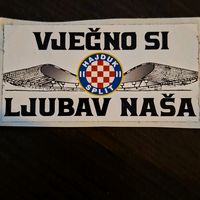 VJEČNO SI
HAJDUK
SPLIT
LJUBAV NAŠA